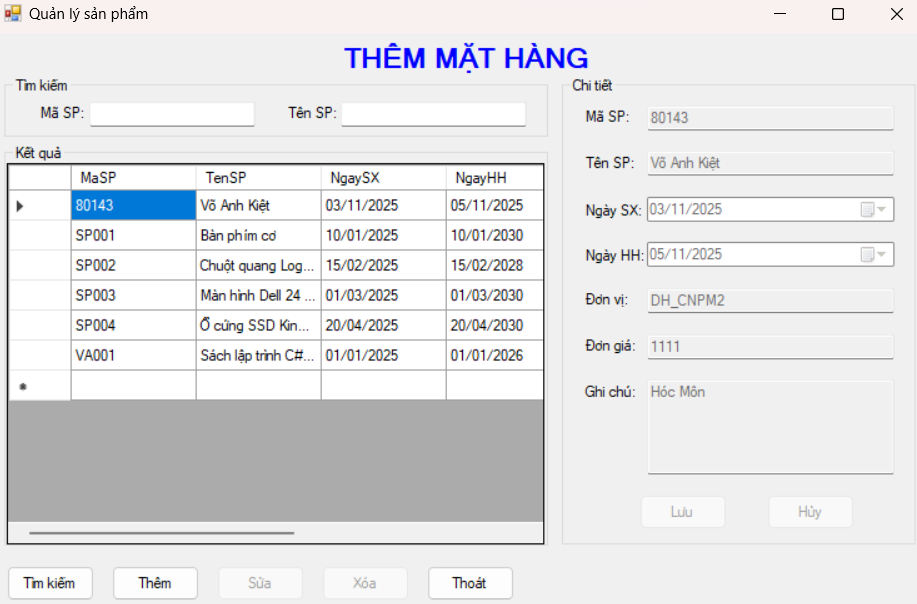 Quản lý sản phẩm
THÊM MẶT HÀNG
Tìm kiếm
Mã SP:
Tên SP:
Kết quả
MaSP TenSP NgaySX NgayHH
80143 Võ Anh Kiệt 03/11/2025 05/11/2025
SP001 Bàn phím cơ 10/01/2025 10/01/2030
SP002 Chuột quang Log... 15/02/2025 15/02/2028
SP003 Màn hình Dell 24 ... 01/03/2025 01/03/2030
SP004 Ổ cứng SSD Kin... 20/04/2025 20/04/2030
VA001 Sách lập trình C#... 01/01/2025 01/01/2026
Chi tiết
Mã SP: 80143
Tên SP: Võ Anh Kiệt
Ngày SX: 03/11/2025
Ngày HH: 05/11/2025
Đơn vị: DH_CNPM2
Đơn giá: 1111
Ghi chú: Hóc Môn
Lưu Hủy
Tìm kiếm Thêm Sửa Xóa Thoát